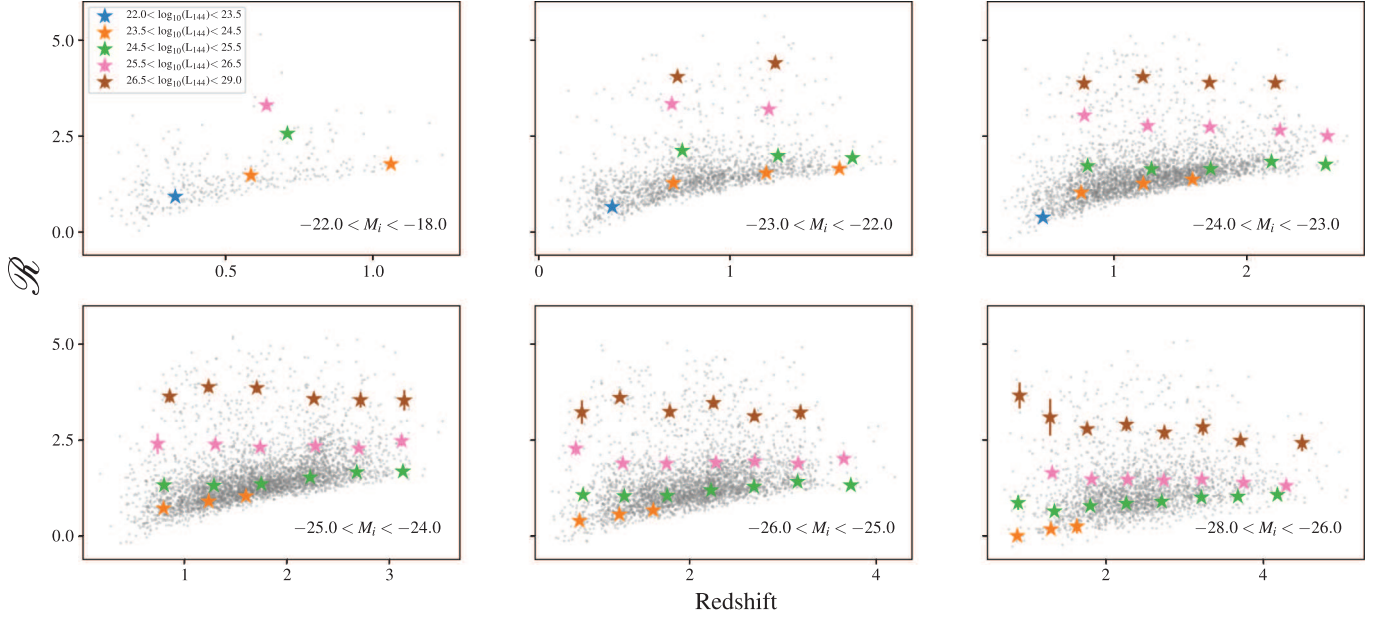 22.0< log₁₀(L₁₄₄)< 23.5
23.5< log₁₀(L₁₄₄)< 24.5
24.5< log₁₀(L₁₄₄)< 25.5
25.5< log₁₀(L₁₄₄)< 26.5
26.5< log₁₀(L₁₄₄)< 29.0
5.0
2.5
0.0
−22.0 < Mᵢ < −18.0
−23.0 < Mᵢ < −22.0
−24.0 < Mᵢ < −23.0
0.5 1.0
0 1
1 2
ℛ
5.0
2.5
0.0
−25.0 < Mᵢ < −24.0
−26.0 < Mᵢ < −25.0
−28.0 < Mᵢ < −26.0
1 2 3
2 4
2 4
Redshift